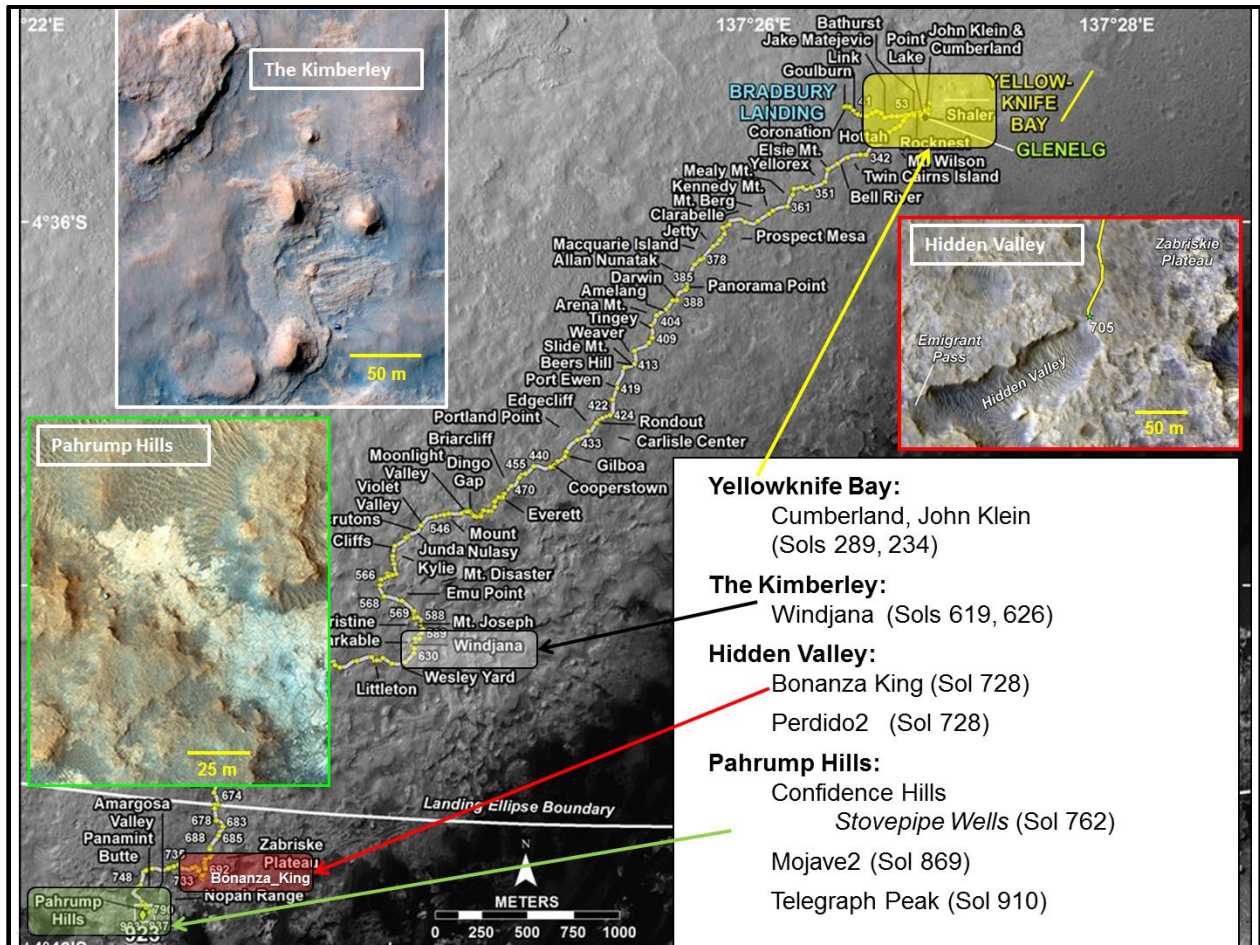 '22'E
137°26'E
137°28'E
4°36'S
The Kimberley
50 m
Bathurst
Jake Matejevic
Link
Goulburn
Point
Lake
John Klein &
Cumberland
BRADBURY
LANDING
41
53
YELLOW-
KNIFE
BAY
Shaler
GLENELG
Coronation
Hottah
Rocknest
Elsie Mt.
Yellorex
342
Mt. Wilson
Twin Cairns Island
Mealy Mt.
Kennedy Mt.
351
Bell River
Mt. Berg
361
Clarabelle
Jetty
Prospect Mesa
Macquarie Island
378
Allan Nunatak
Darwin
385
Panorama Point
Amelang
388
Arena Mt.
404
Tingey
409
Weaver
Slide Mt.
413
Beers Hill
Port Ewen
419
Edgecliff
422
424
Rondout
Portland Point
433
Carlisle Center
Briarcliff
440
Gilboa
Moonlight
Valley
Dingo
Gap
455
470
Cooperstown
Violet
Valley
Everett
546
Mount
Nulasy
crutons
Cliffs
Junda
Kylie
Mt. Disaster
566
Emu Point
568
569
588
ristine
Mt. Joseph
589
arkable
Windjana
630
Wesley Yard
Littleton
Hidden Valley
Zabriskie
Plateau
705
Emigrant
Pass
Hidden Valley
50 m
Pahrump Hills
25 m
Yellowknife Bay:
Cumberland, John Klein
(Sols 289, 234)
The Kimberley:
Windjana (Sols 619, 626)
Hidden Valley:
Bonanza King (Sol 728)
Perdido2 (Sol 728)
Pahrump Hills:
Confidence Hills
Stovepipe Wells (Sol 762)
Mojave2 (Sol 869)
Telegraph Peak (Sol 910)
674
Landing Ellipse Boundary
Amargosa
Valley
678
683
Panamint
Butte
688
685
Zabriske
Plateau
735
692
733
Bonanza_King
748
Nopah Range
Pahrump
Hills
790
923
N
METERS
0 250 500 750 1000